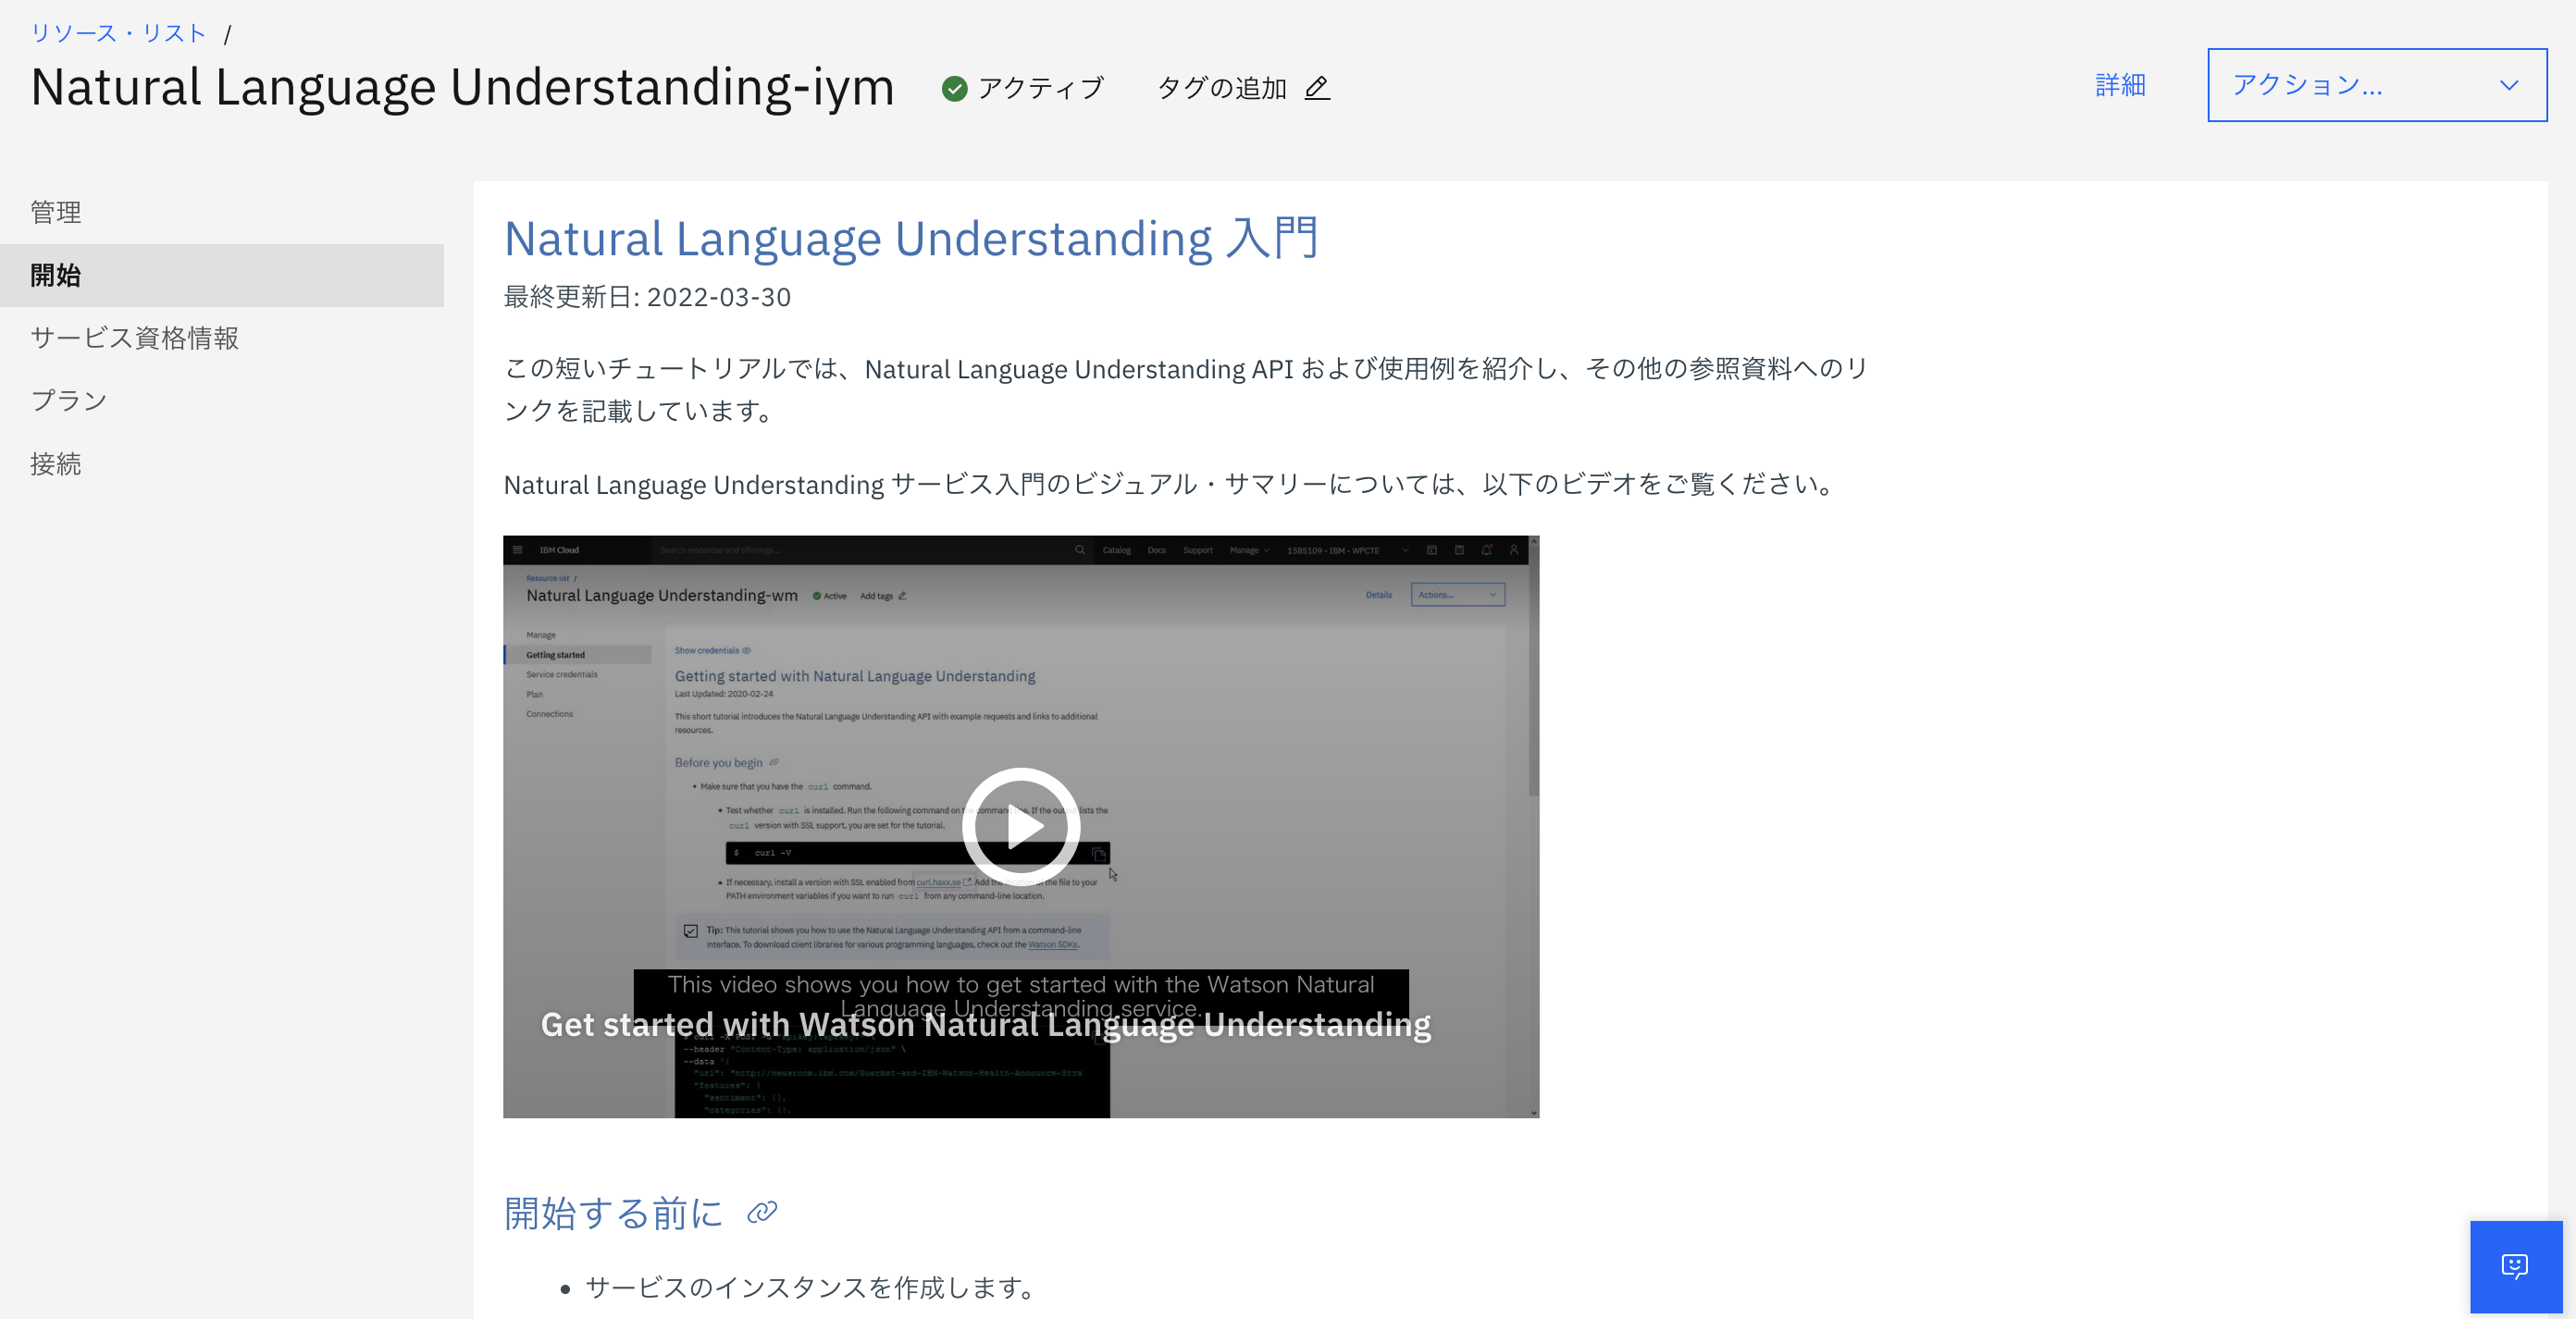 リソース・リスト /
Natural Language Understanding-iym
アクティブ
タグの追加
詳細
アクション...
管理
開始
サービス資格情報
プラン
接続
Natural Language Understanding 入門
最終更新日: 2022-03-30
この短いチュートリアルでは、Natural Language Understanding API および使用例を紹介し、その他の参照資料へのリ
ンクを記載しています。
Natural Language Understanding サービス入門のビジュアル・サマリーについては、以下のビデオをご覧ください。
IBM Cloud
Search resources and offerings...
Catalog
Docs
Support
Manage
1585109 - IBM - WPCTE
Resource list /
Natural Language Understanding-wm
Active
Add tags
Details
Actions...
Manage
Getting started
Service credentials
Plan
Connections
Show credentials
Getting started with Natural Language Understanding
Last Updated: 2020-02-24
This short tutorial introduces the Natural Language Understanding API with example requests and links to additional
resources.
Before you begin
• Make sure that you have the curl command.
• Test whether curl is installed. Run the following command on the command line. If the output lists the
curl version with SSL support, you are set for the tutorial.
$ curl -V
• If necessary, install a version with SSL enabled from curl.haxx.se. Add the location of the file to your
PATH environment variables if you want to run curl from any command-line location.
Tip: This tutorial shows you how to use the Natural Language Understanding API from a command-line
interface. To download client libraries for various programming languages, check out the Watson SDKs.
This video shows you how to get started with the Watson Natural
Language Understanding service.
Get started with Watson Natural Language Understanding
--header "Content-Type: application/json" \
--data '{
"url": "http://newsroom.ibm.com/Guerbet-and-IBM-Watson-Health-Announce-Stra
"features": {
"sentiment": {},
"categories": {},
開始する前に
• サービスのインスタンスを作成します。